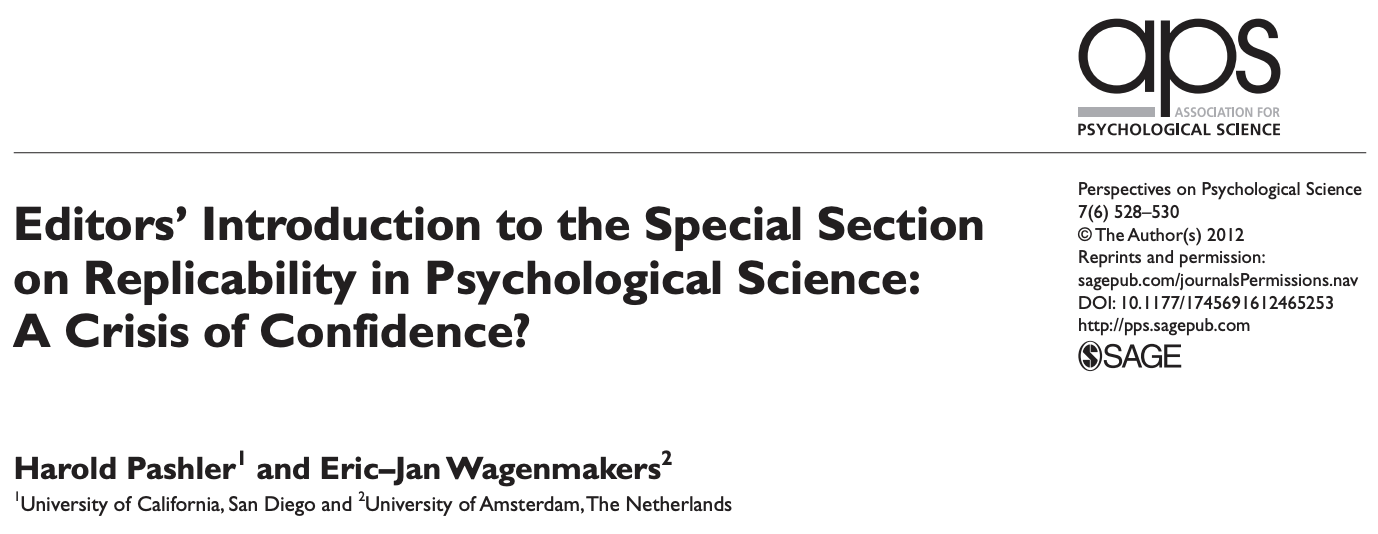 aps
ASSOCIATION FOR
PSYCHOLOGICAL SCIENCE
Editors’ Introduction to the Special Section
on Replicability in Psychological Science:
A Crisis of Confidence?
Perspectives on Psychological Science
7(6) 528–530
© The Author(s) 2012
Reprints and permission:
sagepub.com/journalsPermissions.nav
DOI: 10.1177/1745691612465253
http://pps.sagepub.com
SAGE
Harold Pashler1 and Eric–Jan Wagenmakers2
1University of California, San Diego and 2University of Amsterdam, The Netherlands